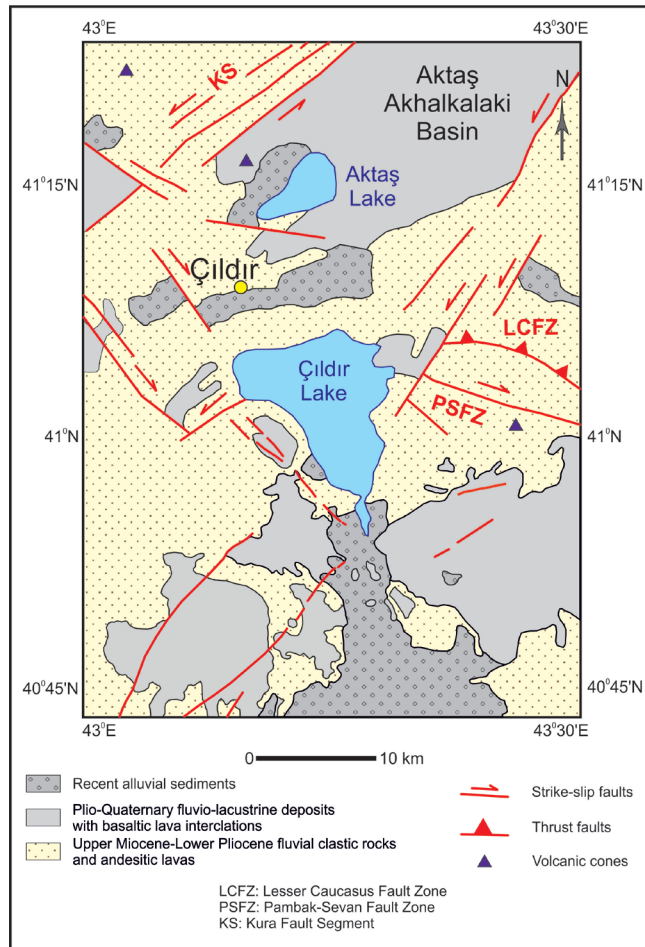 43°E
43°30'E
KS
Aktaş
Akhalkalaki
Basin
N
41°15'
Aktaş
Lake
41°15'
Çıldır
LCFZ
Çıldır
Lake
PSFZ
41°N
41°N
40°45'N
40°45'N
43°E
43°30'E
0 10 km
Recent alluvial sediments
Plio-Quaternary fluvio-lacustrine deposits
with basaltic lava interclations
Upper Miocene-Lower Pliocene fluvial clastic rocks
and andesitic lavas
Strike-slip faults
Thrust faults
Volcanic cones
LCFZ: Lesser Caucasus Fault Zone
PSFZ: Pambak-Sevan Fault Zone
KS: Kura Fault Segment